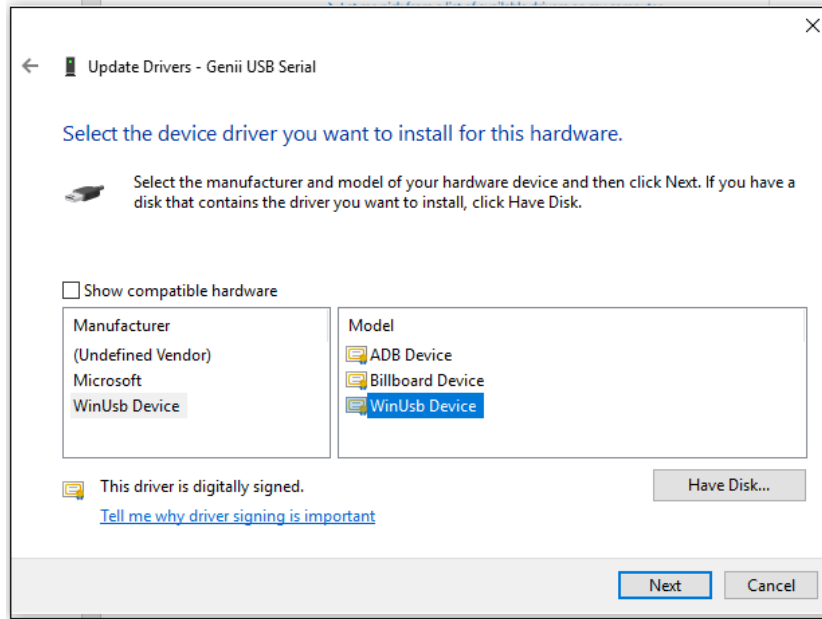 Update Drivers - Genii USB Serial
Select the device driver you want to install for this hardware.
Select the manufacturer and model of your hardware device and then click Next. If you have a
disk that contains the driver you want to install, click Have Disk.
Show compatible hardware
Manufacturer
(Undefined Vendor)
Microsoft
WinUsb Device
Model
ADB Device
Billboard Device
WinUsb Device
This driver is digitally signed.
Have Disk...
Tell me why driver signing is important
Next
Cancel